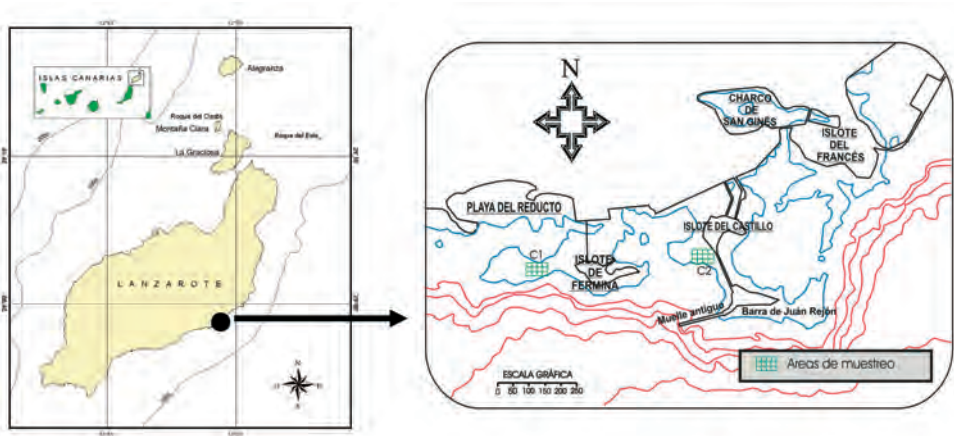 ISLAS CANARIAS
Alegranza
Roque del Oeste
Montaña Clara
Roque del Este
La Graciosa
LANZAROTE
N
CHARCO
DE
SAN GINÉS
ISLOTE
DEL
FRANCÉS
PLAYA DEL REDUCTO
ISLOTE DEL CASTILLO
C1
ISLOTE
DE
FERMINA
C2
Muelle antiguo
Barra de Juán Rejón
Areas de muestreo
ESCALA GRÁFICA
0 50 100 150 200 250